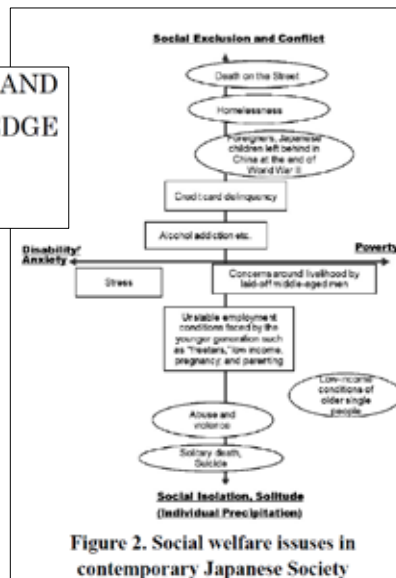 Social Exclusion and Conflict
AND
EDGE
Death on the Street
Homelessness
Foreigners, Japanese
children left behind in
China at the end of
World War II
Credit card delinquency
Alcohol addiction etc.
Disability/
Anxiety
Poverty
Stress
Concerns around livelihood by
laid-off middle-aged men
Unstable employment
conditions faced by the
younger generation such
as "freeters," low income,
pregnancy, and parenting
Low-income
conditions of
older single
people
Abuse and
violence
Solitary death,
Suicide
Social Isolation, Solitude
(Individual Precipitation)
Figure 2. Social welfare issuses in
contemporary Japanese Society